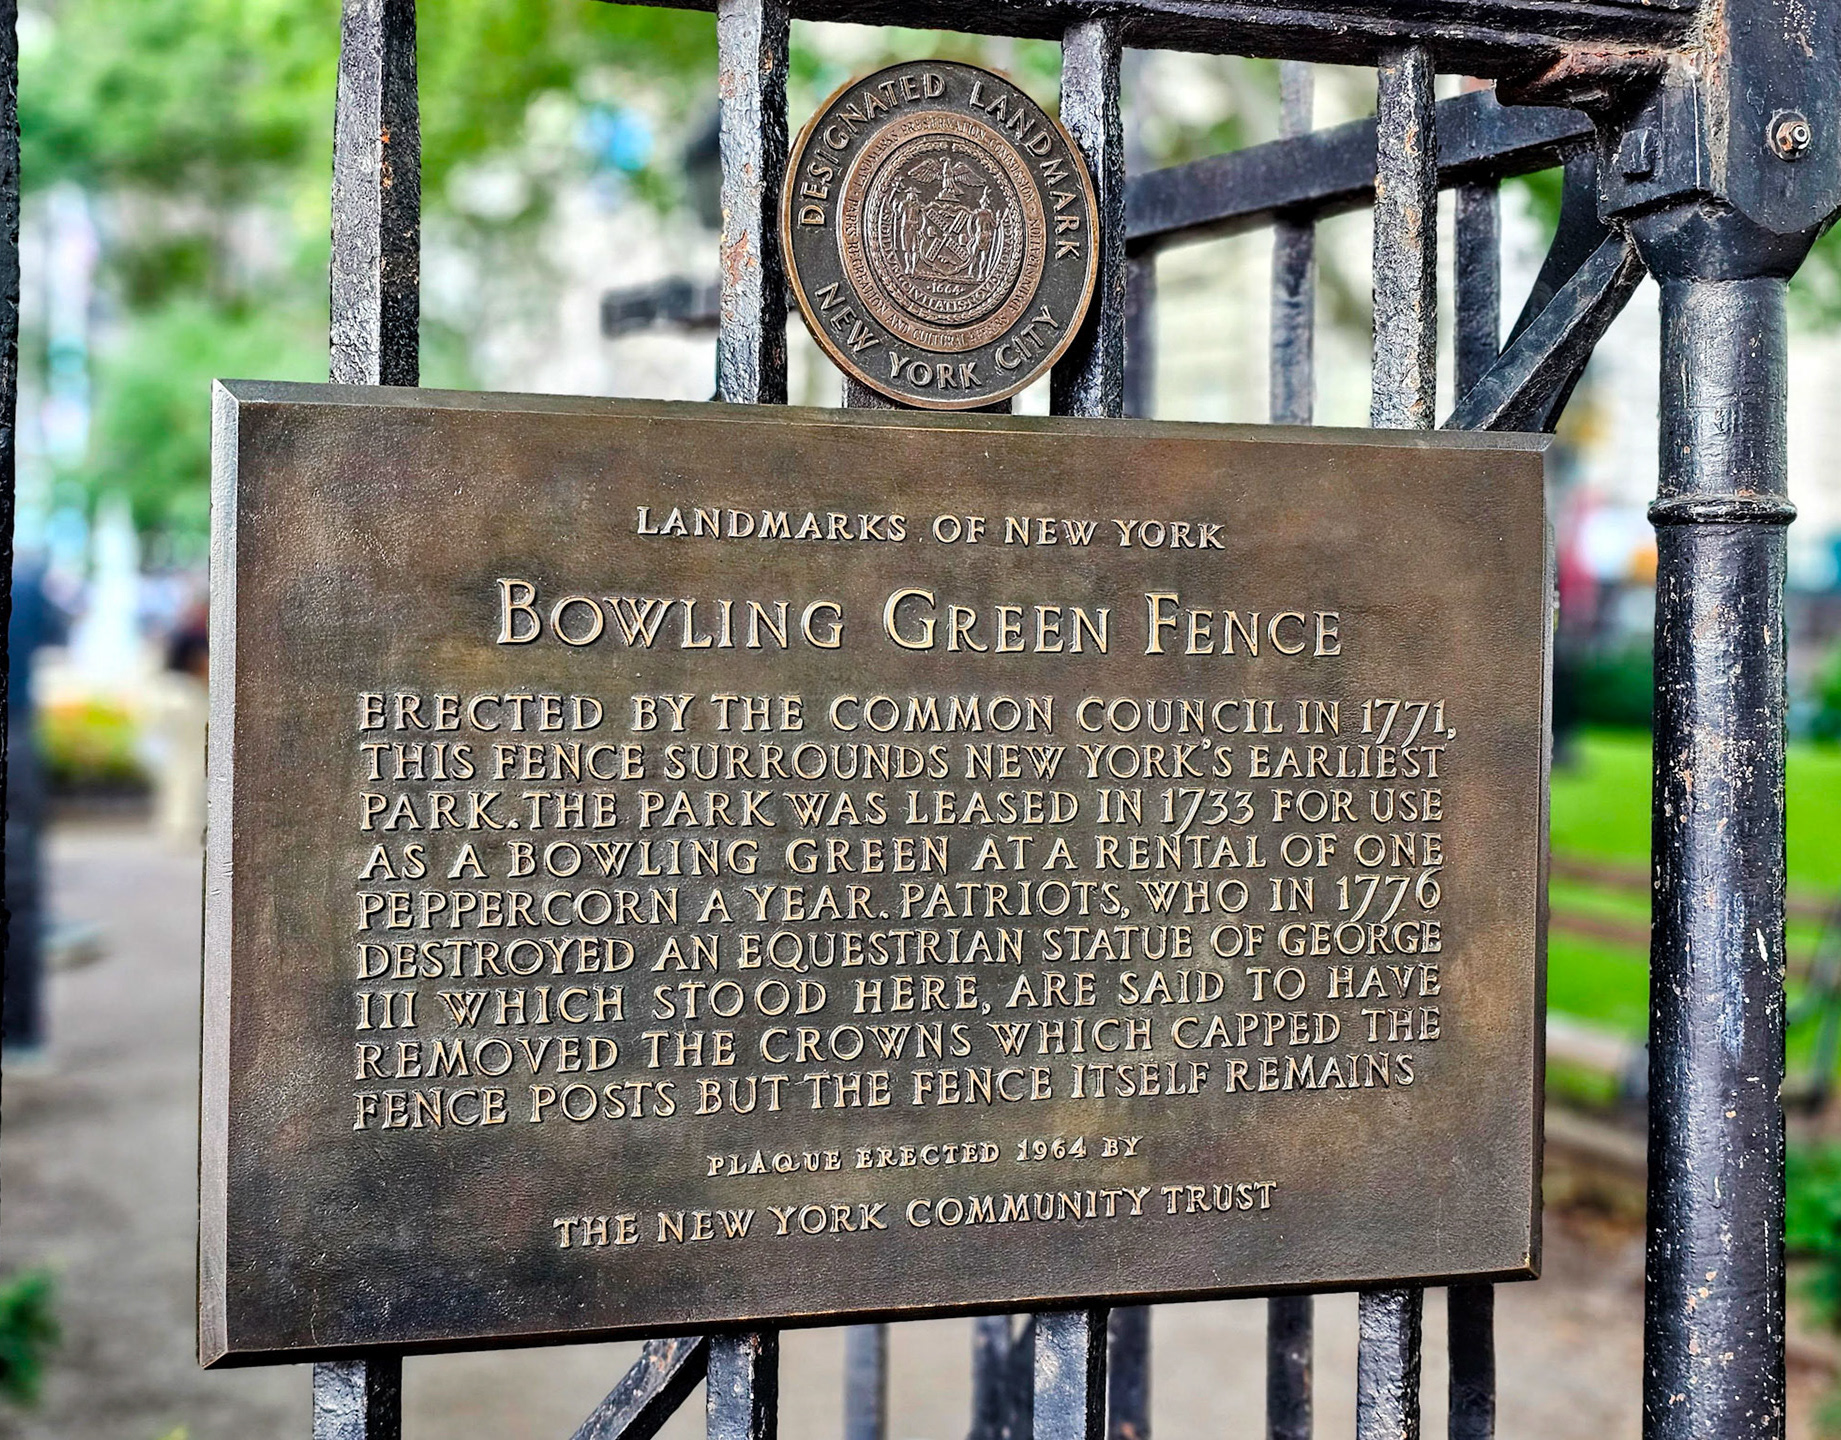 DESIGNATED LANDMARK
NEW YORK CITY
LANDMARKS PRESERVATION COMMISSION
1664
LANDMARKS OF NEW YORK
BOWLING GREEN FENCE
ERECTED BY THE COMMON COUNCIL IN 1771,
THIS FENCE SURROUNDS NEW YORK'S EARLIEST
PARK. THE PARK WAS LEASED IN 1733 FOR USE
AS A BOWLING GREEN AT A RENTAL OF ONE
PEPPERCORN A YEAR. PATRIOTS, WHO IN 1776
DESTROYED AN EQUESTRIAN STATUE OF GEORGE
III WHICH STOOD HERE, ARE SAID TO HAVE
REMOVED THE CROWNS WHICH CAPPED THE
FENCE POSTS BUT THE FENCE ITSELF REMAINS
PLAQUE ERECTED 1964 BY
THE NEW YORK COMMUNITY TRUST